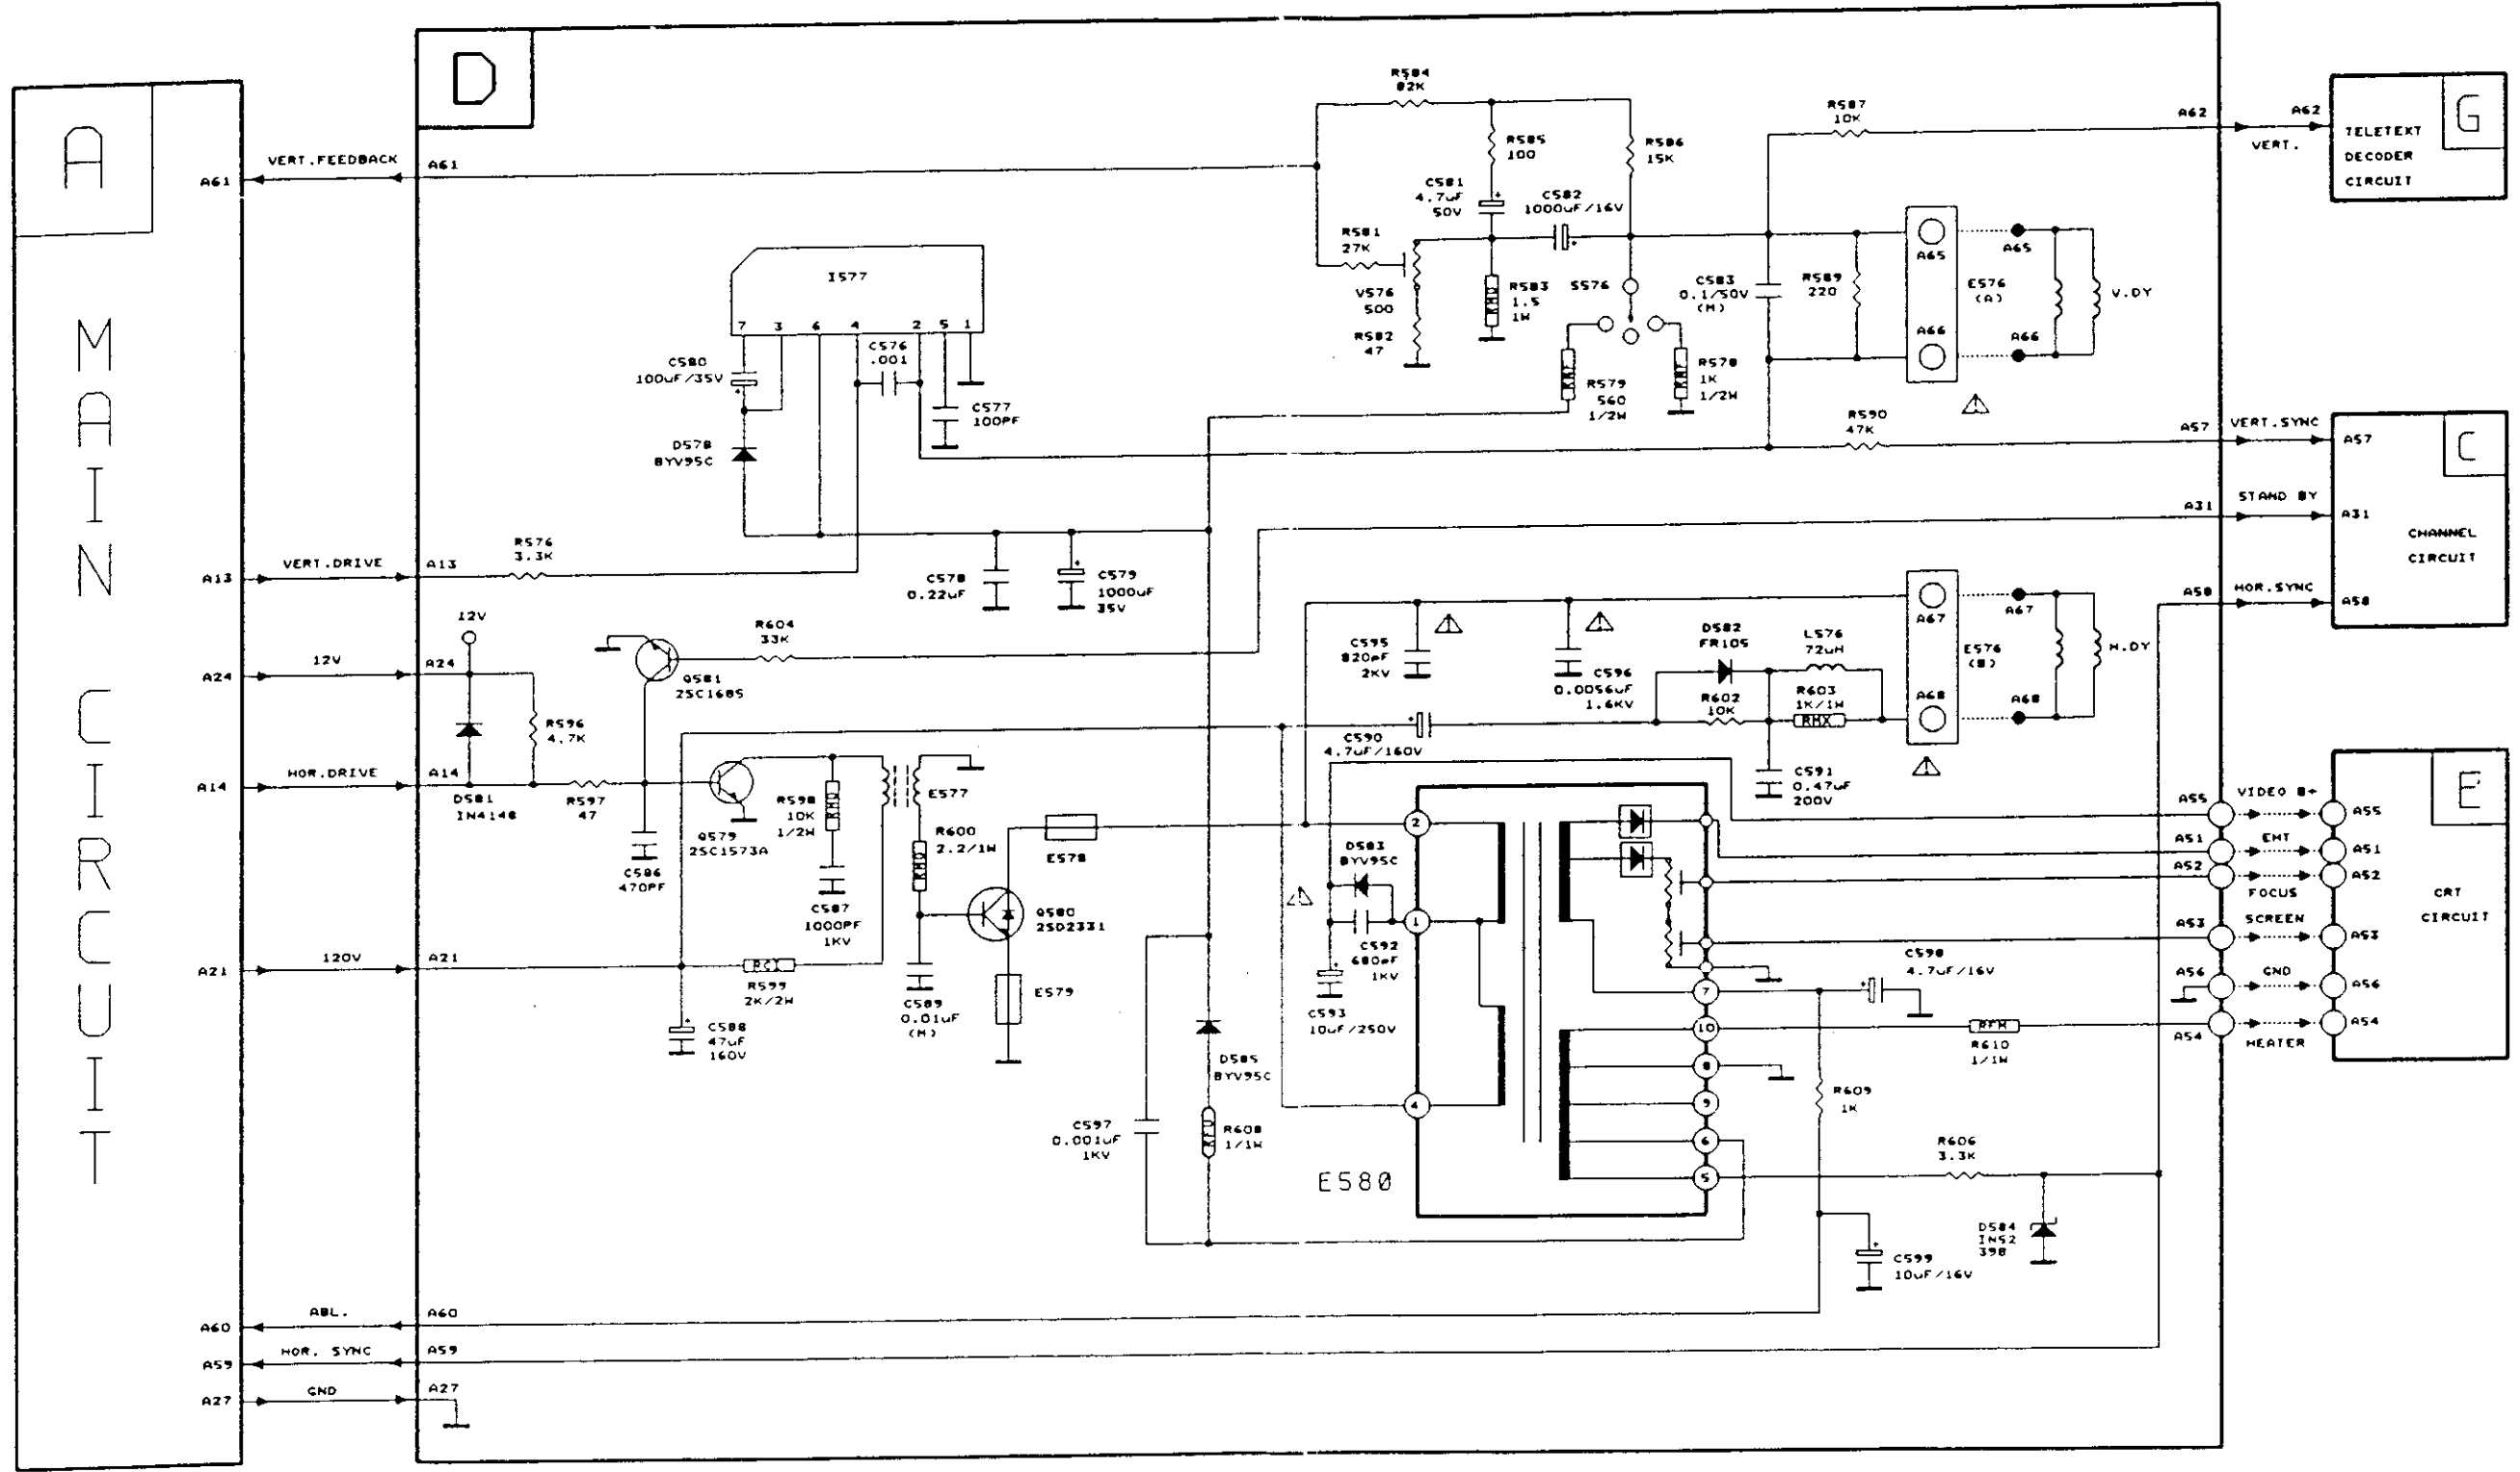 A
MAIN CIRCUIT
D
G
TELETEXT
DECODER
CIRCUIT
A61
VERT.FEEDBACK
A61
R584
82K
R585
100
R586
15K
R587
10K
A62
A62
VERT.
C581
4.7uF
50V
C582
1000uF/16V
R581
27K
V576
500
R582
47
R583
1.5
1W
S576
C583
0.1/50V
(M)
R589
220
A65
A66
E576
(A)
A65
A66
V.DY
I577
7
3
6
4
2
5
1
C580
100uF/35V
C576
.001
C577
100PF
D578
BYV95C
R579
560
1/2W
R578
1K
1/2W
R590
47K
A57
VERT.SYNC
A57
C
STAND BY
A31
A31
CHANNEL
CIRCUIT
A58
HOR.SYNC
A58
A13
VERT.DRIVE
A13
R576
3.3K
C578
0.22uF
C579
1000uF
35V
12V
A24
12V
A24
Q581
2SC1685
R604
33K
C595
820pF
2KV
C596
0.0056uF
1.6KV
D582
FR105
L576
72uH
R602
10K
R603
1K/1W
RMX
A67
A68
E576
(B)
A67
A68
H.DY
R596
4.7K
A14
HOR.DRIVE
A14
D581
IN4148
R597
47
C586
470PF
Q579
2SC1573A
R598
10K
1/2W
C587
1000PF
1KV
E577
R600
2.2/1W
E578
Q580
2SD2331
E579
C590
4.7uF/160V
C591
0.47uF
200V
D583
BYV95C
C592
680pF
1KV
C593
10uF/250V
2
1
4
7
10
8
9
6
5
E580
A55
VIDEO B+
A55
E
A51
EHT
A51
A52
FOCUS
A52
CRT
CIRCUIT
A53
SCREEN
A53
A56
GND
A56
A54
HEATER
A54
C598
4.7uF/16V
RFM
R610
1/1W
A21
120V
A21
R599
2K/2W
C588
47uF
160V
C589
0.01uF
(M)
D585
BYV95C
C597
0.001uF
1KV
R608
1/1W
R609
1K
R606
3.3K
D584
IN52
39B
C599
10uF/16V
A60
ABL.
A60
A59
HOR. SYNC
A59
A27
GND
A27